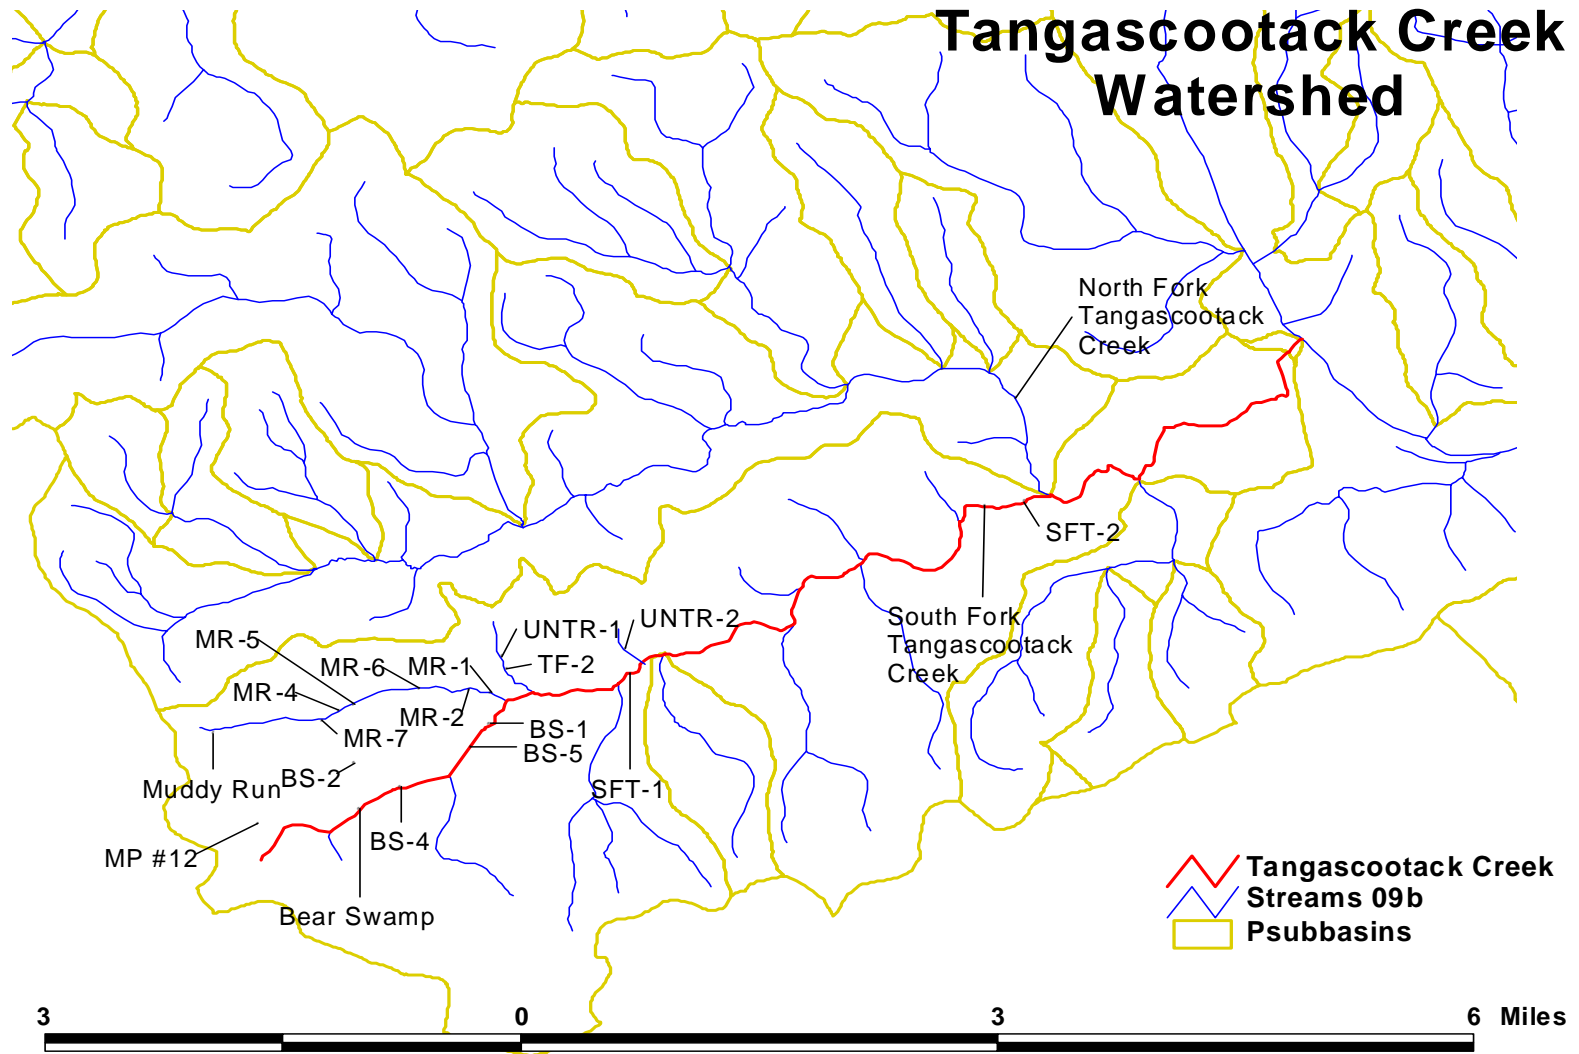 Tangascootack Creek
Watershed
North Fork
Tangascootack
Creek
SFT-2
South Fork
Tangascootack
Creek
UNTR-1
UNTR-2
TF-2
MR-5
MR-6
MR-1
MR-4
MR-2
MR-7
BS-1
BS-5
Muddy Run
BS-2
SFT-1
BS-4
MP #12
Bear Swamp
Tangascootack Creek
Streams 09b
Psubbasins
3 0 3 6 Miles